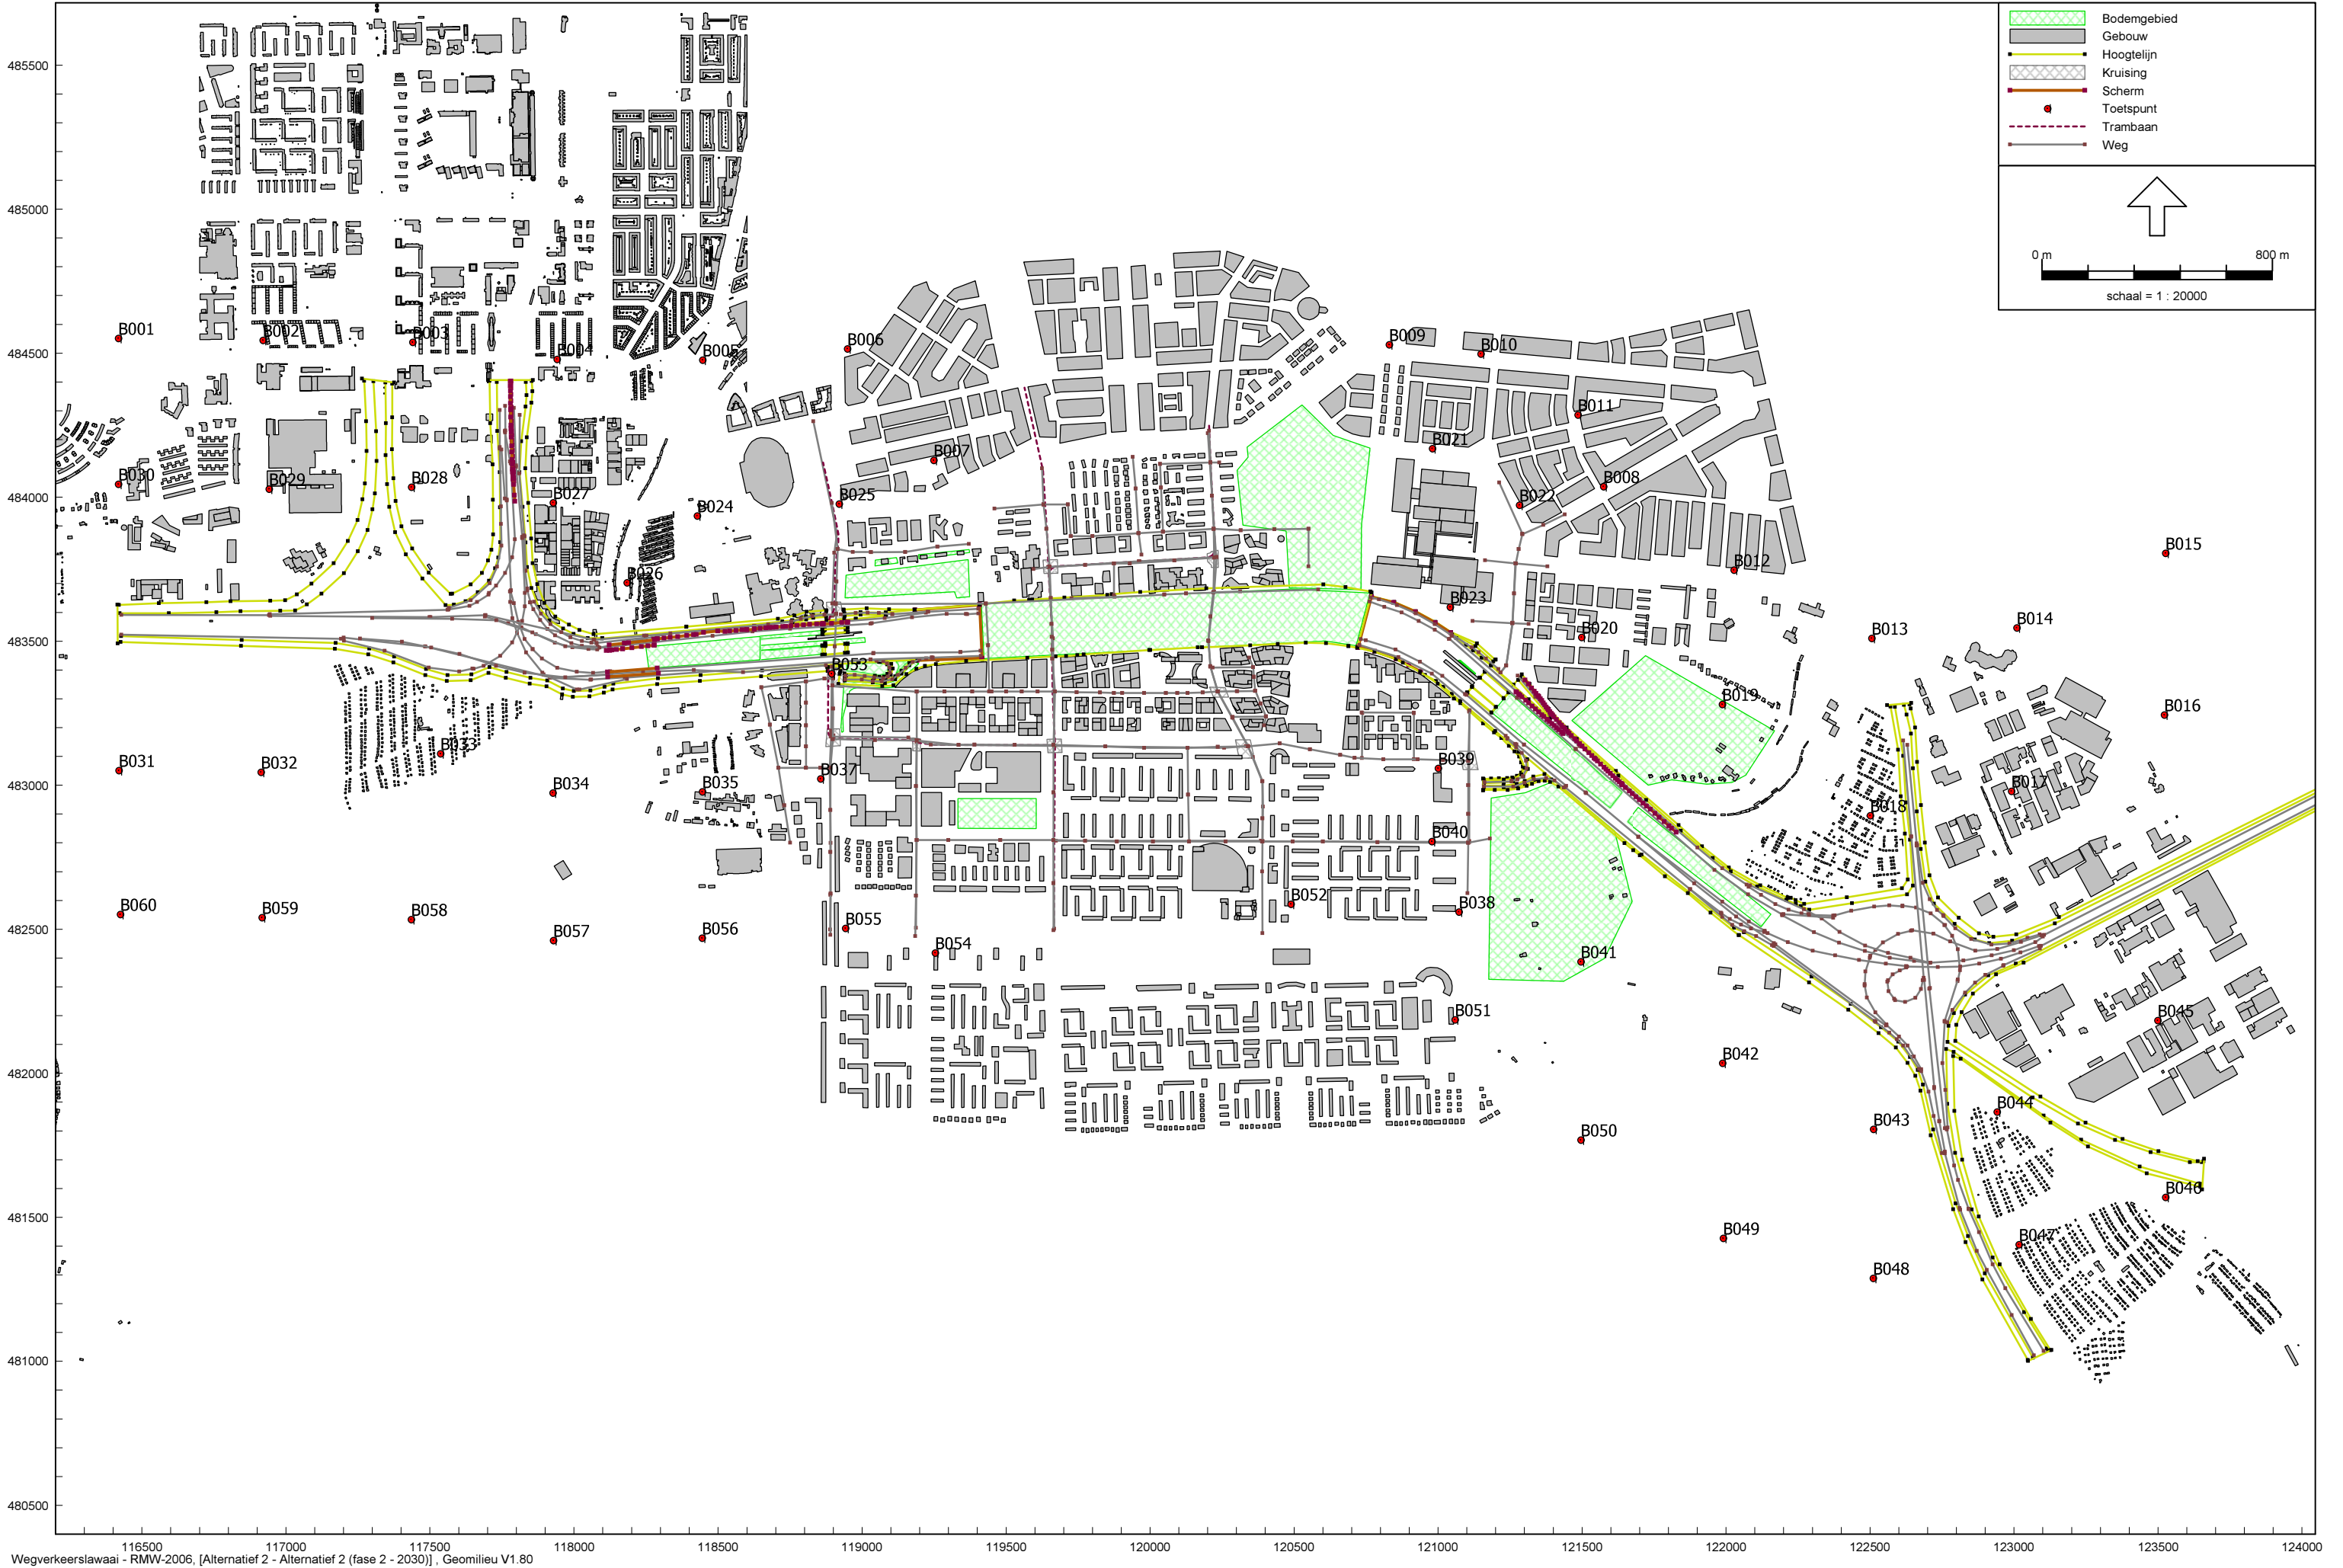 Bodemgebied
Gebouw
Hoogtelijn
Kruising
Scherm
Toetspunt
Trambaan
Weg
0 m 800 m
schaal = 1 : 20000
485500
485000
484500
484000
483500
483000
482500
482000
481500
481000
480500
B001 B002 B003 B004 B005 B006 B009 B010
B011
B007 B021
B030 B029 B028 B027 B024 B025 B022 B008
B026 B012 B015
B023 B020 B013 B014
B053 B019 B016
B031 B032 B033 B034 B035 B037 B039 B018 B017
B040
B060 B059 B058 B057 B056 B055 B054 B052 B038
B041
B051 B045
B042
B050 B043 B044
B046
B049 B047
B048
116500 117000 117500 118000 118500 119000 119500 120000 120500 121000 121500 122000 122500 123000 123500 124000
Wegverkeerslawaai - RMW-2006, [Alternatief 2 - Alternatief 2 (fase 2 - 2030)] , Geomilieu V1.80